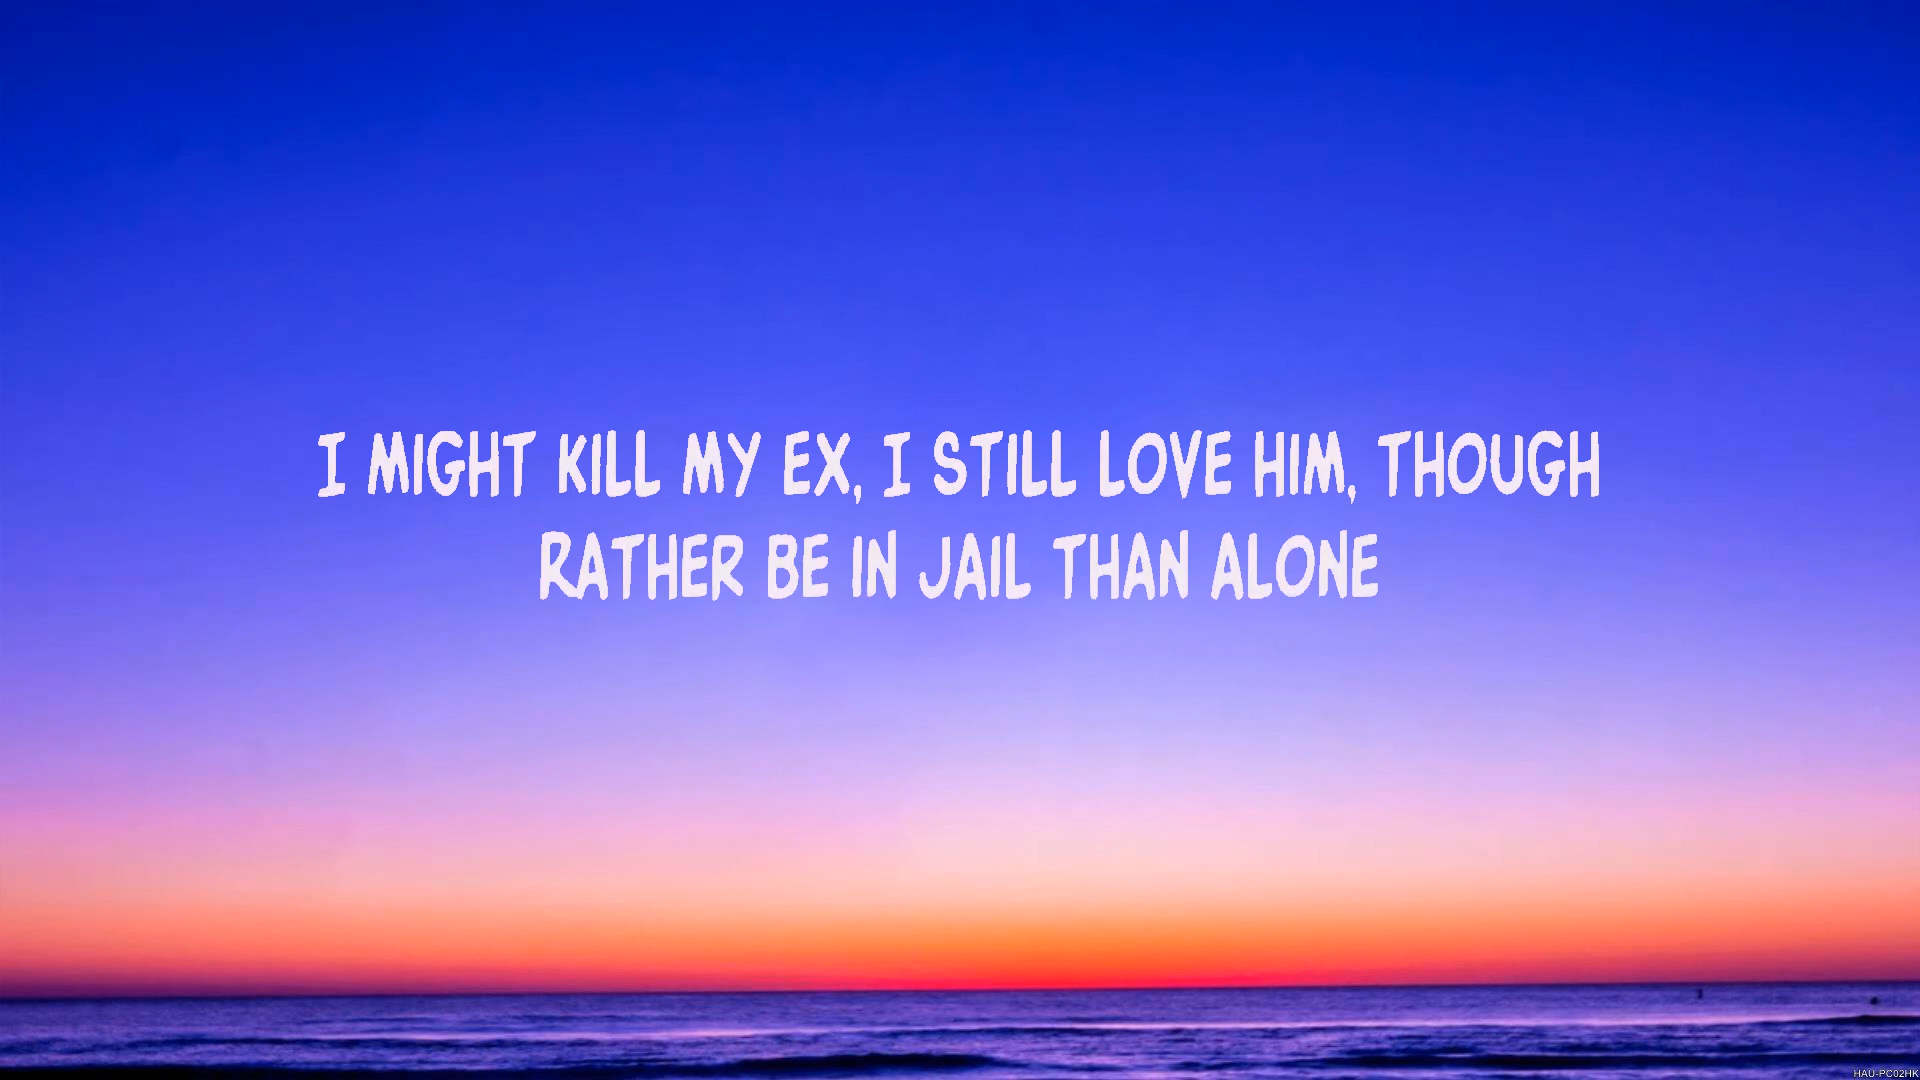 I MIGHT KILL MY EX, I STILL LOVE HIM, THOUGH
RATHER BE IN JAIL THAN ALONE
HAU-PC02HK